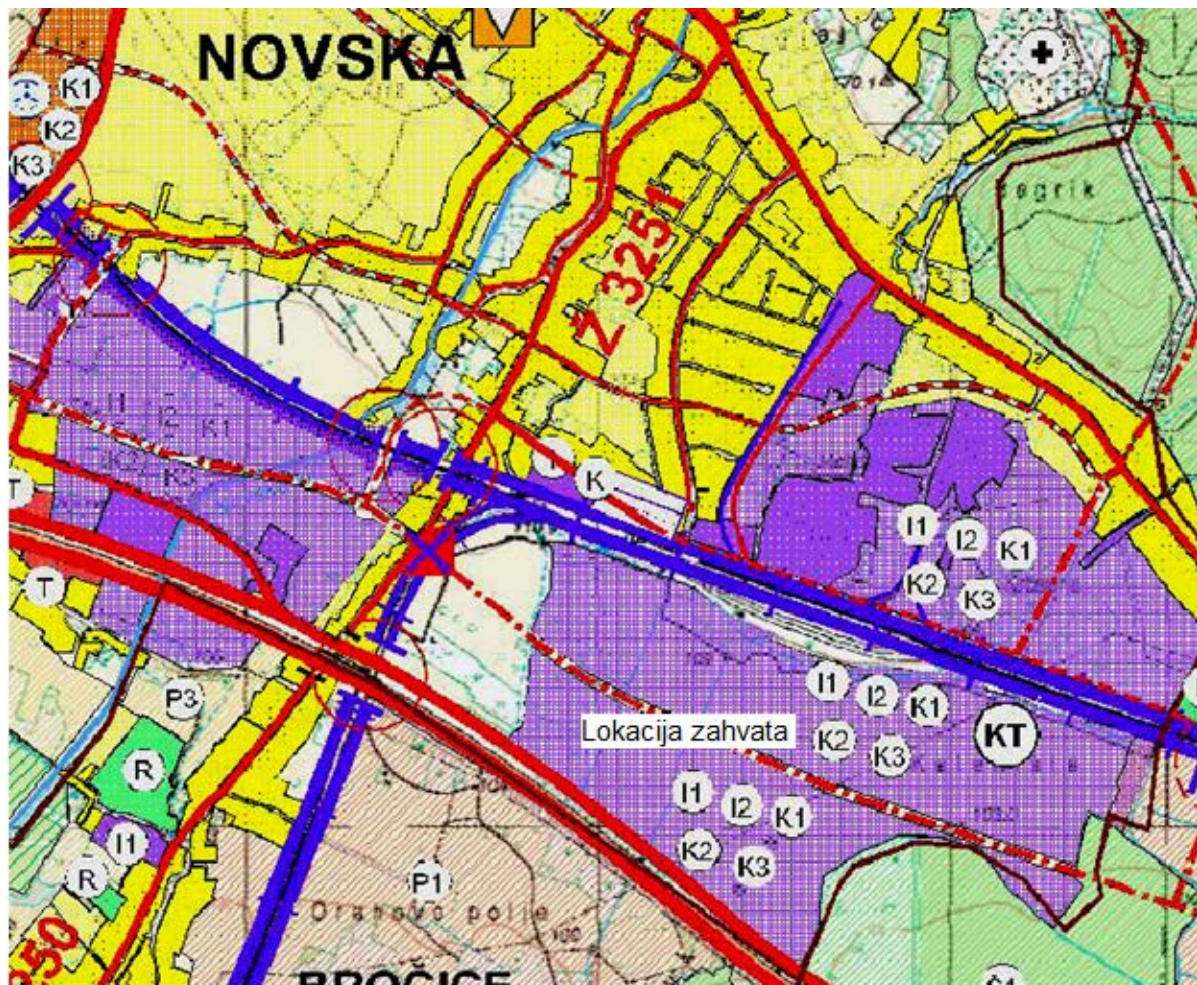 NOVSKA
K1
K2
K3
Ž 3251
I1
I2
K1
K2
K3
K
I1
I2
K1
K2
K3
T
T
P3
I1
I2
K1
K2
K3
KT
Lokacija zahvata
R
I1
R
I1
I2
K1
K2
K3
P1
Oranovo polje
BROČICE